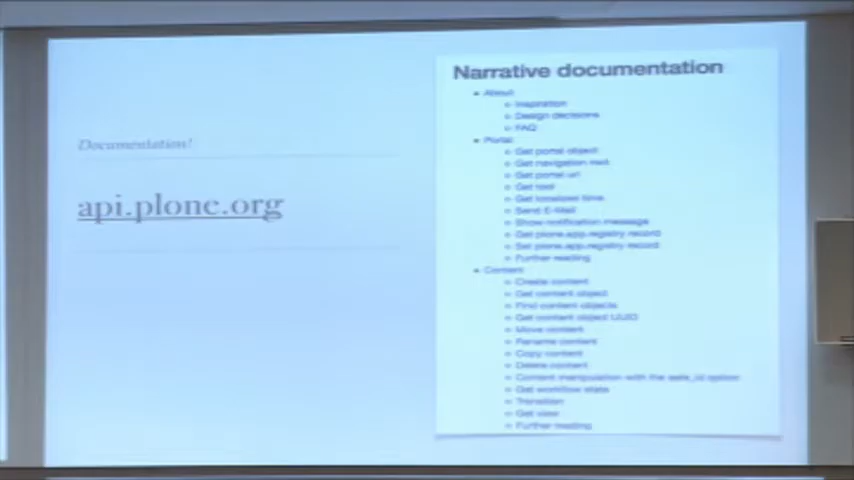 Documentation!
api.plone.org
Narrative documentation
About
Inspiration
Design decisions
FAQ
Portal
Get portal object
Get navigation root
Get portal url
Get tool
Get localized time
Send E-Mail
Show notification message
Get plone.app.registry record
Set plone.app.registry record
Further reading
Content
Create content
Get content object
Find content objects
Get content object UUID
Move content
Rename content
Copy content
Delete content
Content manipulation with the safe_id option
Get workflow state
Transition
Get view
Further reading